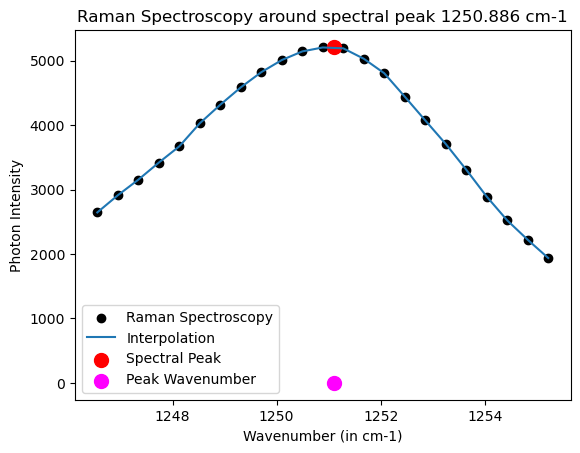 Raman Spectroscopy around spectral peak 1250.886 cm-1
Photon Intensity
5000
4000
3000
2000
1000
0
Raman Spectroscopy
Interpolation
Spectral Peak
Peak Wavenumber
1248
1250
1252
1254
Wavenumber (in cm-1)